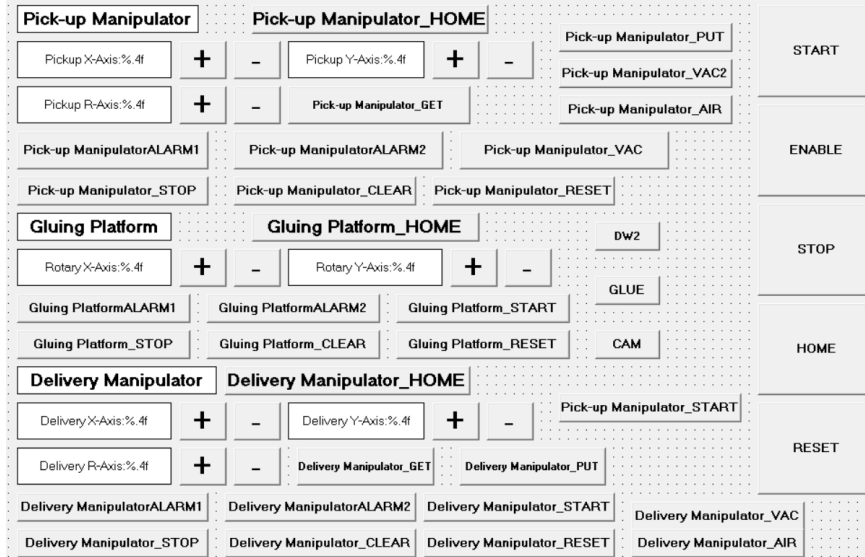 Pick-up Manipulator
Pick-up Manipulator_HOME
Pick-up Manipulator_PUT
START
Pickup X-Axis:%.4f
+
-
Pickup Y-Axis:%.4f
+
-
Pick-up Manipulator_VAC2
Pickup R-Axis:%.4f
+
-
Pick-up Manipulator_GET
Pick-up Manipulator_AIR
Pick-up ManipulatorALARM1
Pick-up ManipulatorALARM2
Pick-up Manipulator_VAC
ENABLE
Pick-up Manipulator_STOP
Pick-up Manipulator_CLEAR
Pick-up Manipulator_RESET
Gluing Platform
Gluing Platform_HOME
DW2
STOP
Rotary X-Axis:%.4f
+
-
Rotary Y-Axis:%.4f
+
-
GLUE
Gluing PlatformALARM1
Gluing PlatformALARM2
Gluing Platform_START
Gluing Platform_STOP
Gluing Platform_CLEAR
Gluing Platform_RESET
CAM
HOME
Delivery Manipulator
Delivery Manipulator_HOME
Pick-up Manipulator_START
Delivery X-Axis:%.4f
+
-
Delivery Y-Axis:%.4f
+
-
RESET
Delivery R-Axis:%.4f
+
-
Delivery Manipulator_GET
Delivery Manipulator_PUT
Delivery ManipulatorALARM1
Delivery ManipulatorALARM2
Delivery Manipulator_START
Delivery Manipulator_VAC
Delivery Manipulator_STOP
Delivery Manipulator_CLEAR
Delivery Manipulator_RESET
Delivery Manipulator_AIR